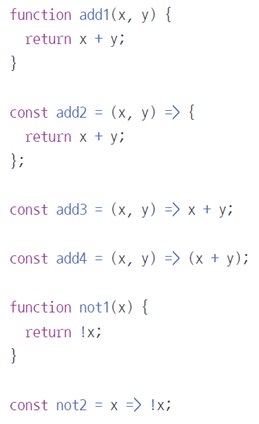 function add1(x, y) {
  return x + y;
}

const add2 = (x, y) => {
  return x + y;
};

const add3 = (x, y) => x + y;

const add4 = (x, y) => (x + y);

function not1(x) {
  return !x;
}

const not2 = x => !x;